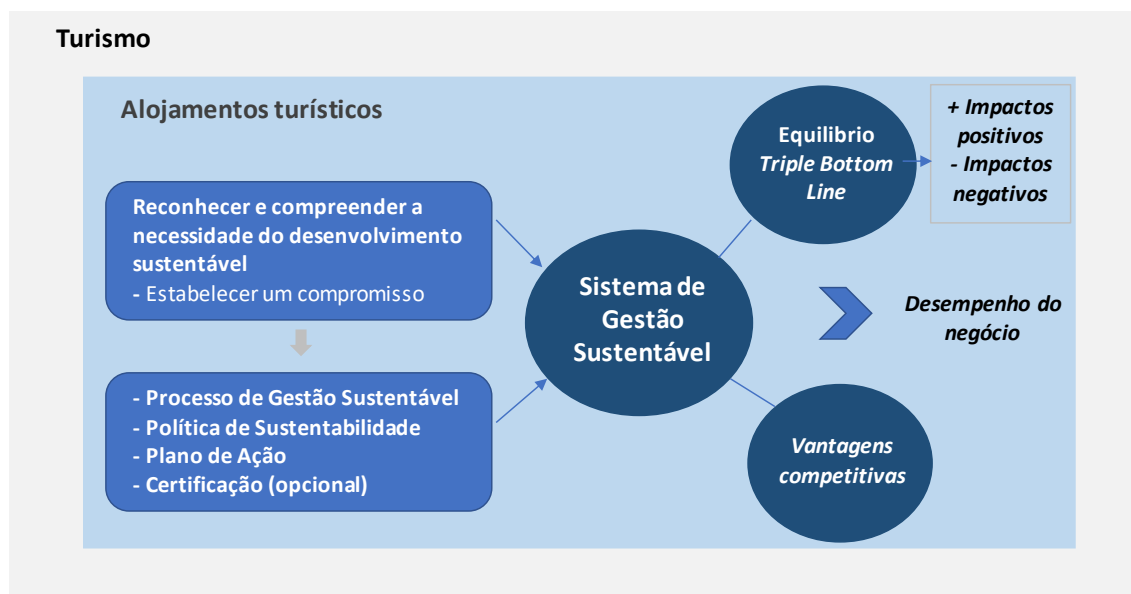 Turismo
Alojamentos turísticos
Reconhecer e compreender a
necessidade do desenvolvimento
sustentável
- Estabelecer um compromisso
- Processo de Gestão Sustentável
- Política de Sustentabilidade
- Plano de Ação
- Certificação (opcional)
Sistema de
Gestão
Sustentável
Equilibrio
Triple Bottom
Line
+ Impactos
positivos
- Impactos
negativos
Desempenho do
negócio
Vantagens
competitivas